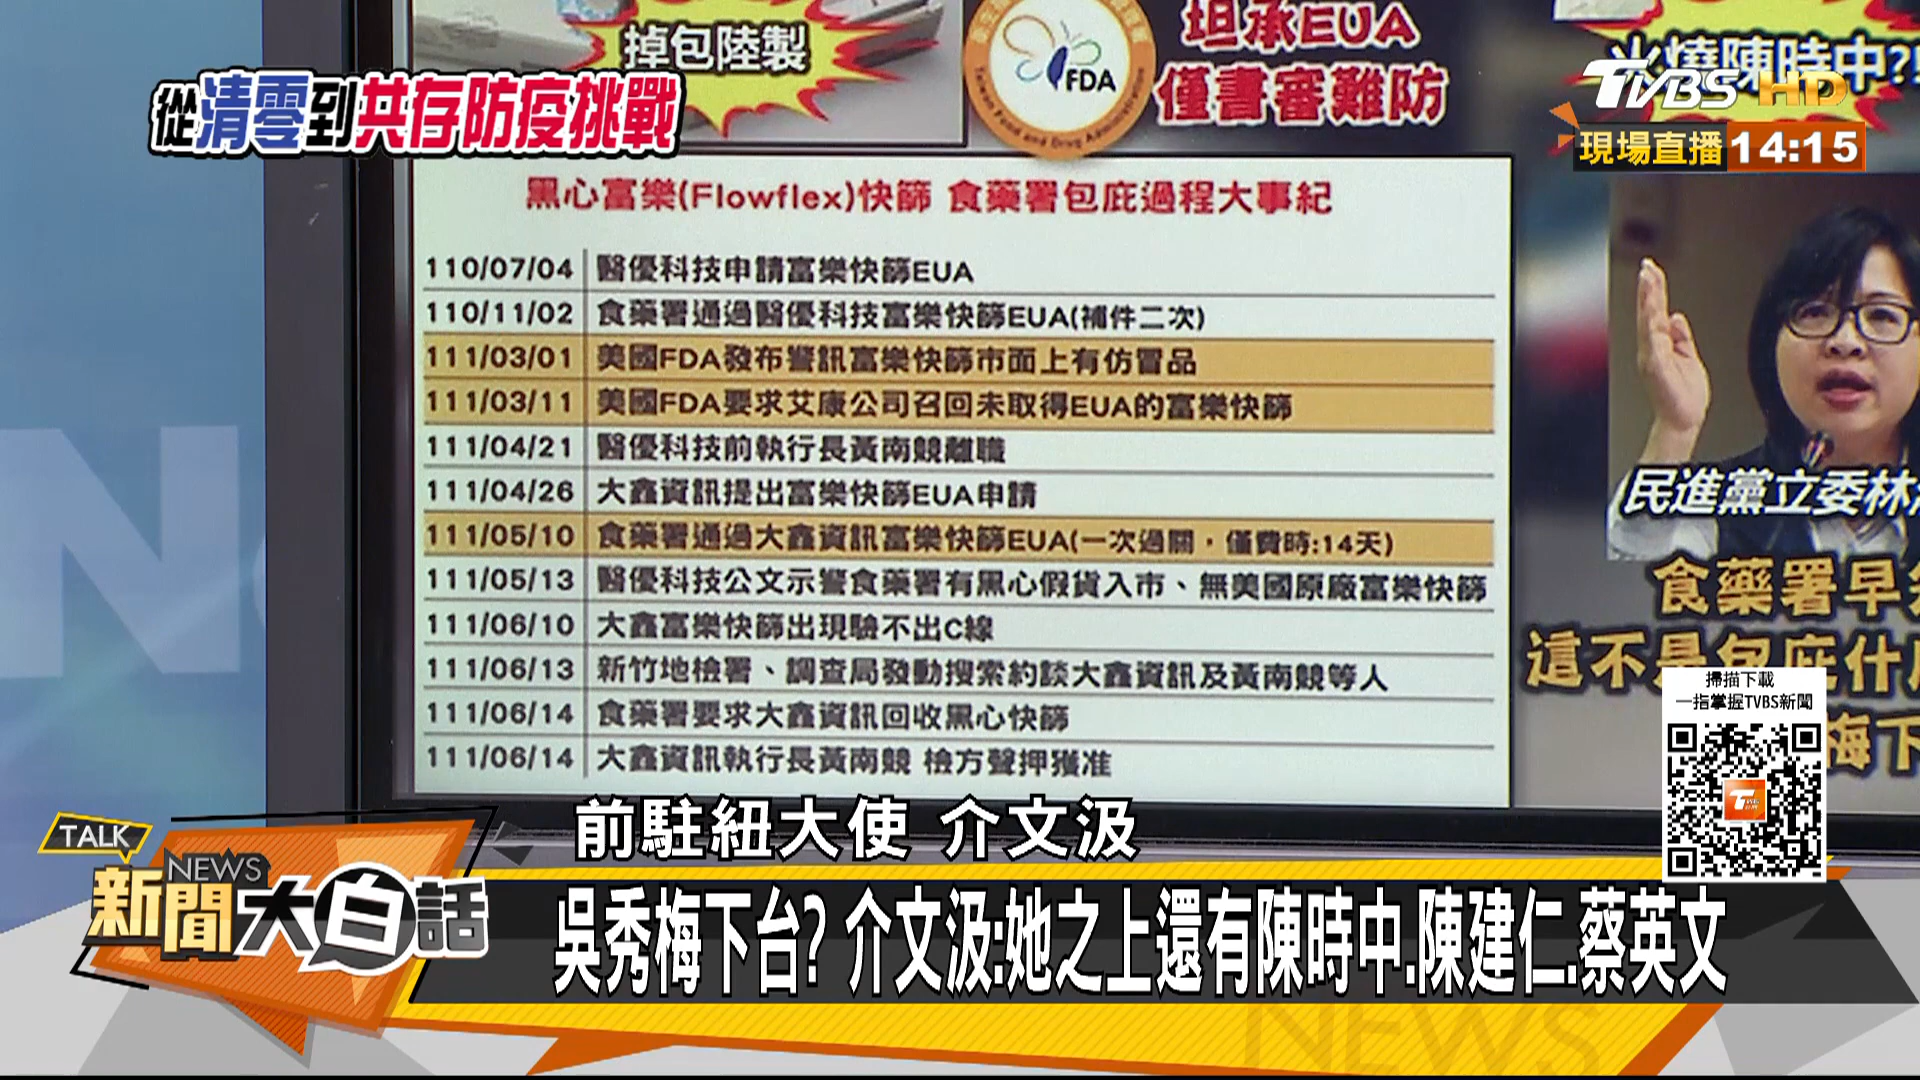 掉包陸製
坦承EUA
僅書審難防
FDA
Taiwan Food and Drug Administration
火燒陳時中?!
TVBS HD
現場直播 14:15
從清零到共存防疫挑戰
黑心富樂(Flowflex)快篩 食藥署包庇過程大事紀
110/07/04 醫優科技申請富樂快篩EUA
110/11/02 食藥署通過醫優科技富樂快篩EUA(補件二次)
111/03/01 美國FDA發布警訊富樂快篩市面上有仿冒品
111/03/11 美國FDA要求艾康公司召回未取得EUA的富樂快篩
111/04/21 醫優科技前執行長黃南競離職
111/04/26 大鑫資訊提出富樂快篩EUA申請
111/05/10 食藥署通過大鑫資訊富樂快篩EUA(一次過關，僅費時:14天)
111/05/13 醫優科技公文示警食藥署有黑心假貨入市、無美國原廠富樂快篩
111/06/10 大鑫富樂快篩出現驗不出C線
111/06/13 新竹地檢署、調查局發動搜索約談大鑫資訊及黃南競等人
111/06/14 食藥署要求大鑫資訊回收黑心快篩
111/06/14 大鑫資訊執行長黃南競 檢方聲押獲准
民進黨立委林
食藥署早
這不是包庇什
梅下
掃描下載
一指掌握TVBS新聞
前駐紐大使 介文汲
吳秀梅下台? 介文汲:她之上還有陳時中.陳建仁.蔡英文
TALK
NEWS
新聞大白話
NEWS